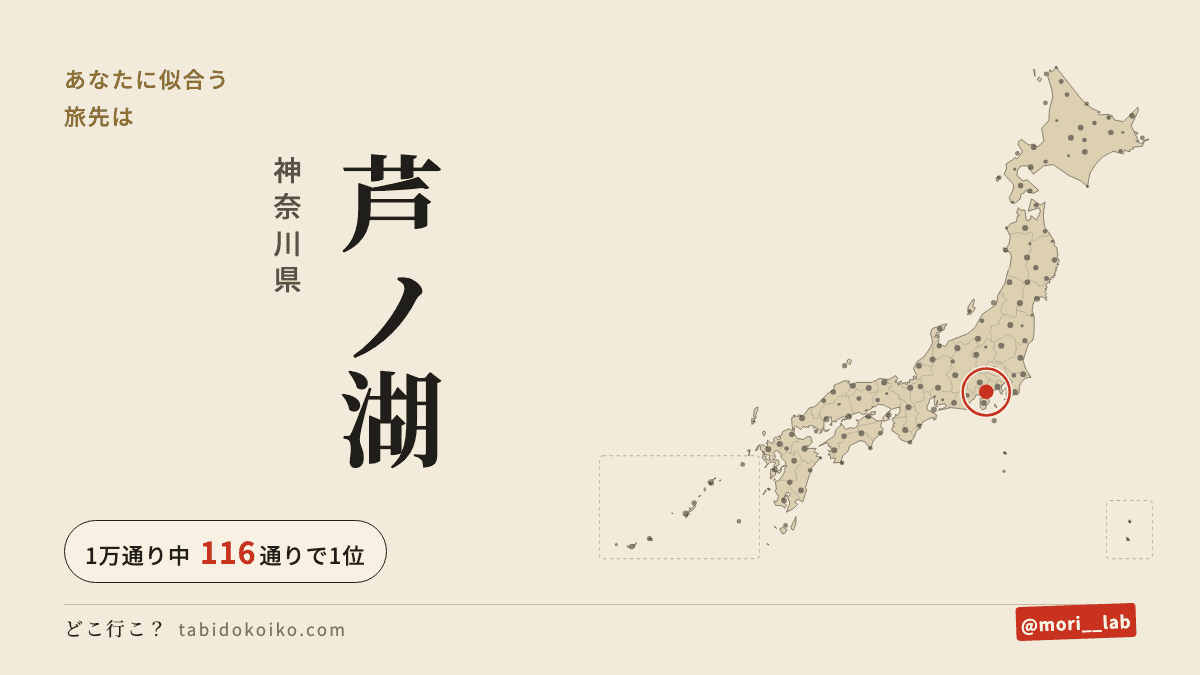 あなたに似合う
旅先は
芦ノ湖
神奈川県
1万通り中 116通りで1位
どこ行こ? tabidokoiko.com
@mori__lab